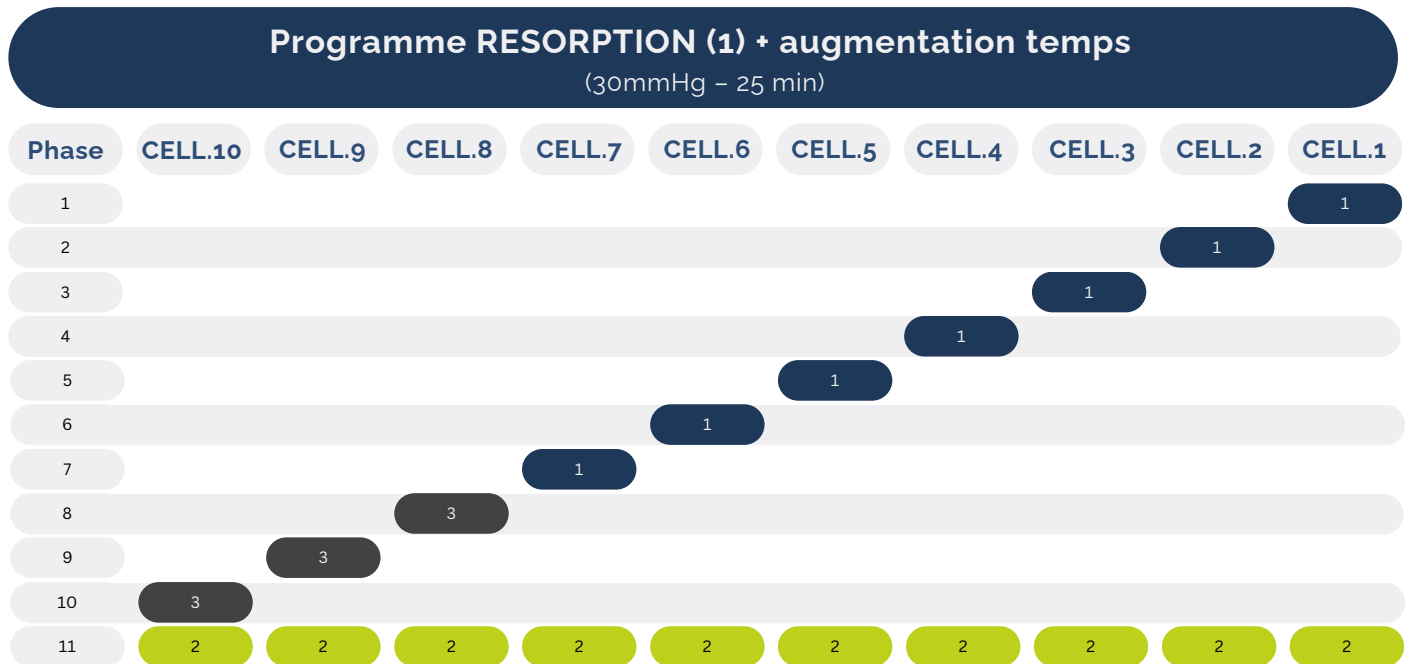 Programme RESORPTION (1) + augmentation temps
(30mmHg – 25 min)
Phase CELL.10 CELL.9 CELL.8 CELL.7 CELL.6 CELL.5 CELL.4 CELL.3 CELL.2 CELL.1
1 1
2 1
3 1
4 1
5 1
6 1
7 1
8 3
9 3
10 3
11 2 2 2 2 2 2 2 2 2 2